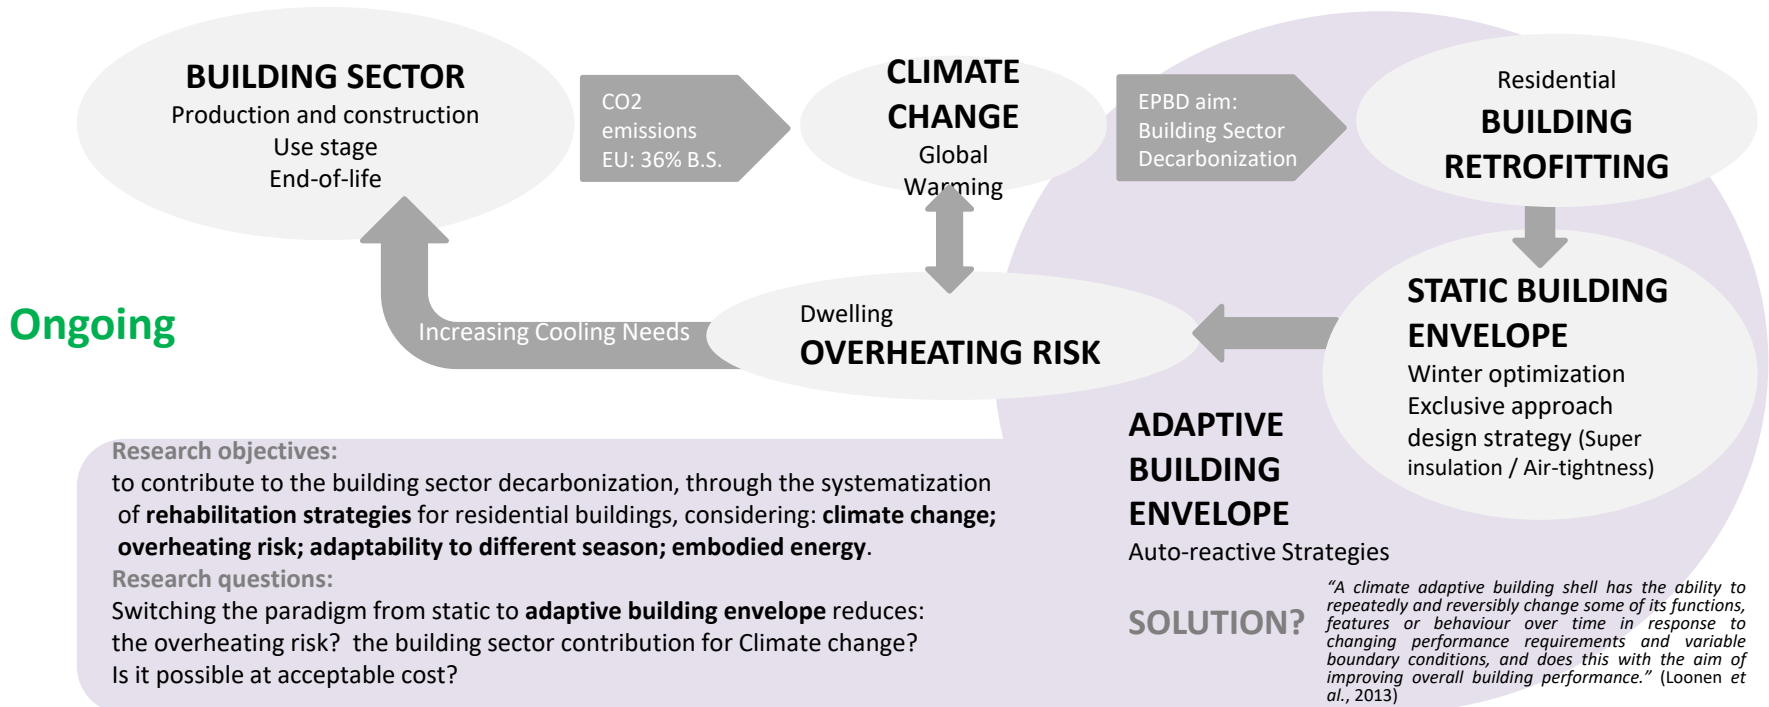 BUILDING SECTOR
Production and construction
Use stage
End-of-life
CO2
emissions
EU: 36% B.S.
CLIMATE
CHANGE
Global
Warming
EPBD aim:
Building Sector
Decarbonization
Residential
BUILDING
RETROFITTING
STATIC BUILDING
ENVELOPE
Winter optimization
Exclusive approach
design strategy (Super
insulation / Air-tightness)
Dwelling
OVERHEATING RISK
Increasing Cooling Needs
Ongoing
ADAPTIVE
BUILDING
ENVELOPE
Auto-reactive Strategies
SOLUTION?
"A climate adaptive building shell has the ability to
repeatedly and reversibly change some of its functions,
features or behaviour over time in response to
changing performance requirements and variable
boundary conditions, and does this with the aim of
improving overall building performance." (Loonen et
al., 2013)
Research objectives:
to contribute to the building sector decarbonization, through the systematization
of rehabilitation strategies for residential buildings, considering: climate change;
overheating risk; adaptability to different season; embodied energy.
Research questions:
Switching the paradigm from static to adaptive building envelope reduces:
the overheating risk? the building sector contribution for Climate change?
Is it possible at acceptable cost?